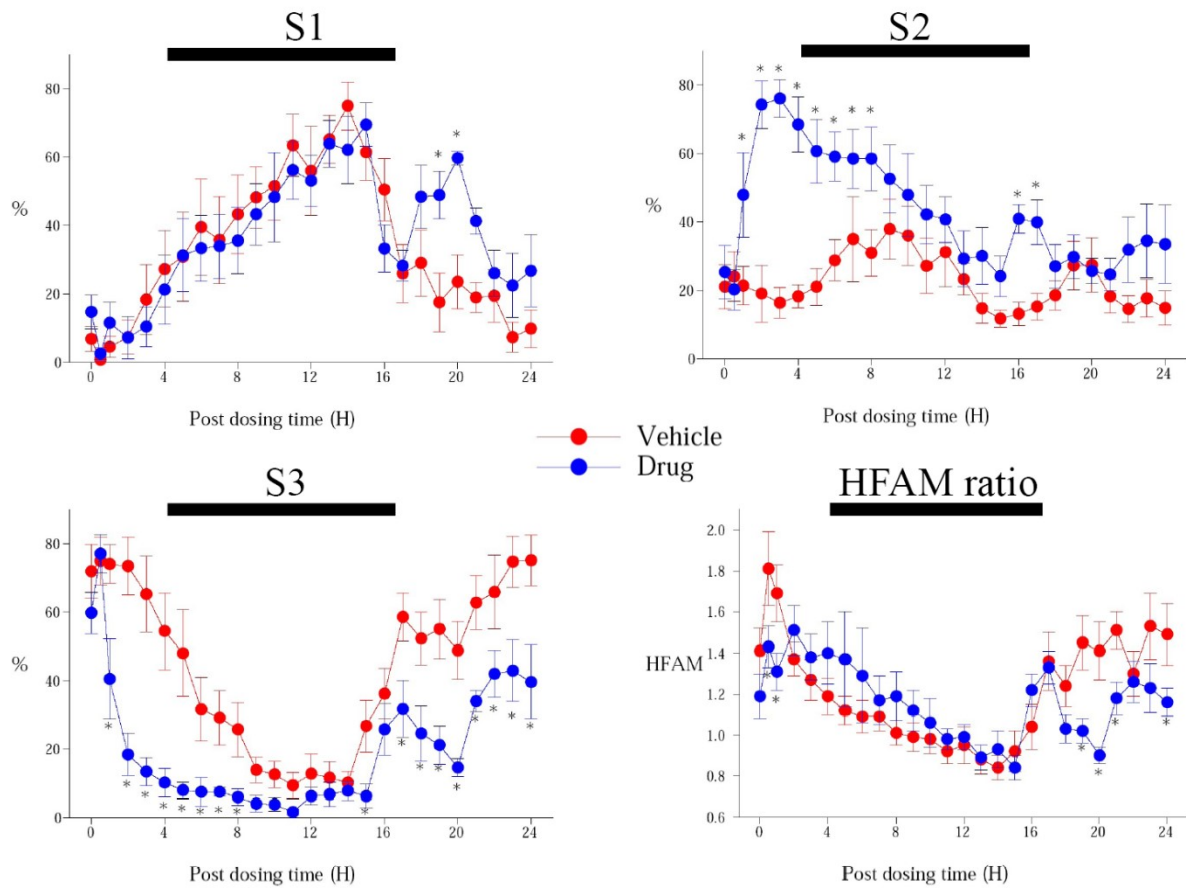 S1
80
60
%
40
20
0
0 4 8 12 16 20 24
Post dosing time (H)
S2
80
* * * * * * * * * * *
60
%
40
20
0
0 4 8 12 16 20 24
Post dosing time (H)
* *
Vehicle
Drug
S3
80
60
%
40
20
0
* * * * * * * * * * * * * * * * *
0 4 8 12 16 20 24
Post dosing time (H)
HFAM ratio
2.0
1.8
1.6
1.4
HFAM
1.2
1.0
0.8
0.6
* * * * * *
0 4 8 12 16 20 24
Post dosing time (H)